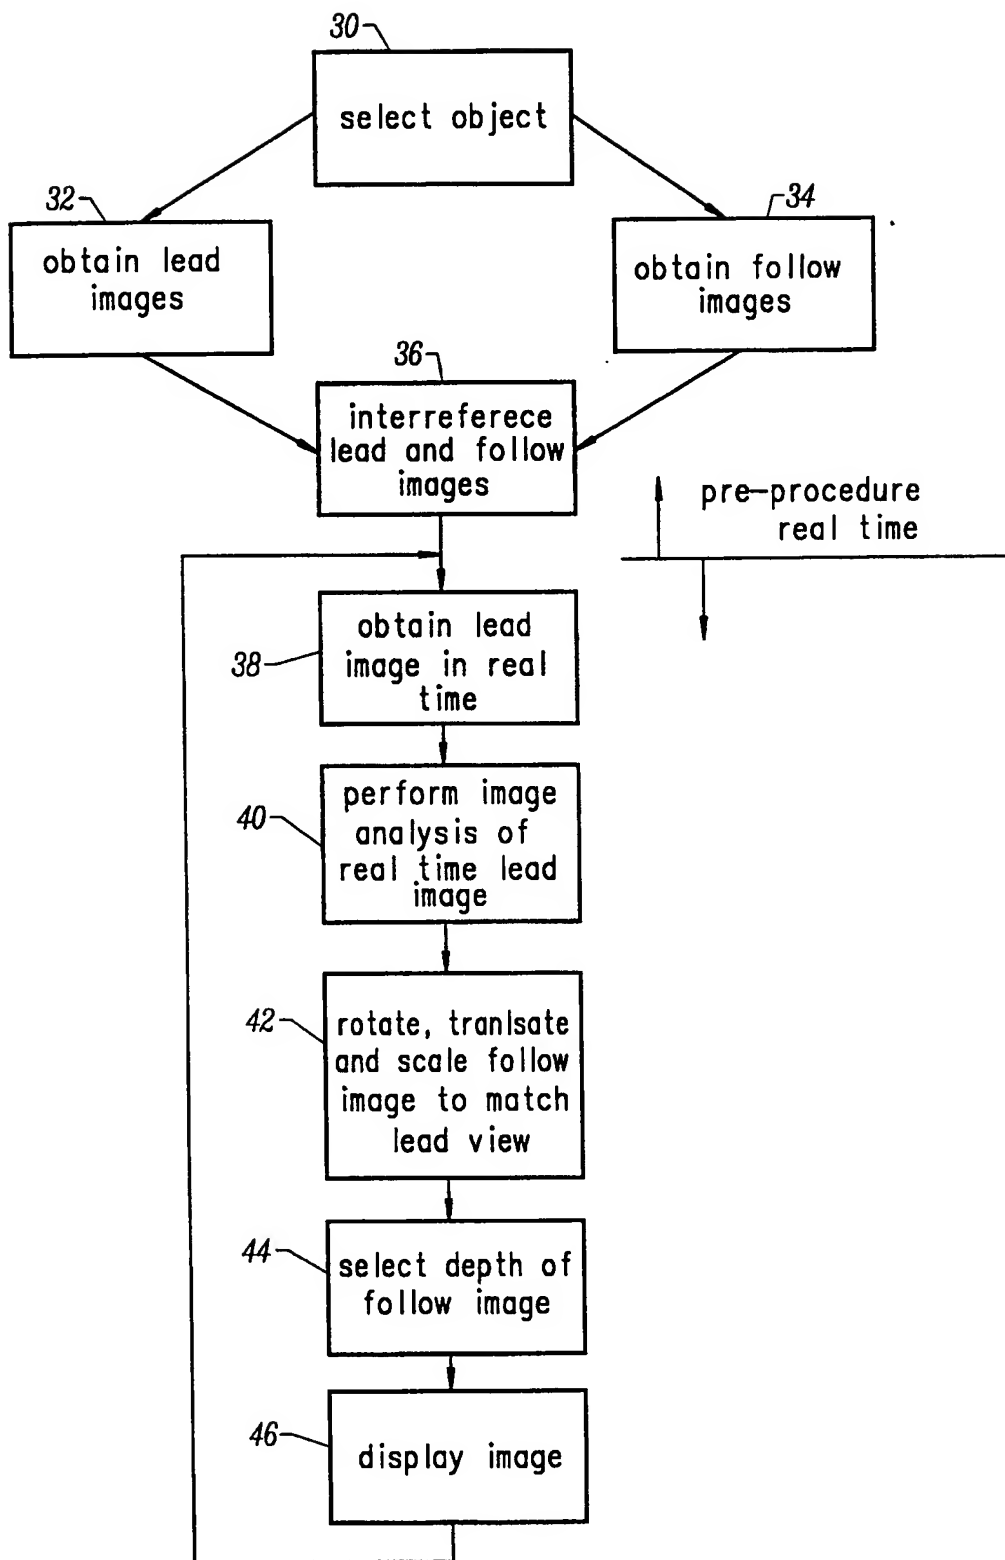 30
select object
32
obtain lead
images
34
obtain follow
images
36
interreferece
lead and follow
images
pre-procedure
real time
38
obtain lead
image in real
time
40
perform image
analysis of
real time lead
image
42
rotate, tranlsate
and scale follow
image to match
lead view
44
select depth of
follow image
46
display image